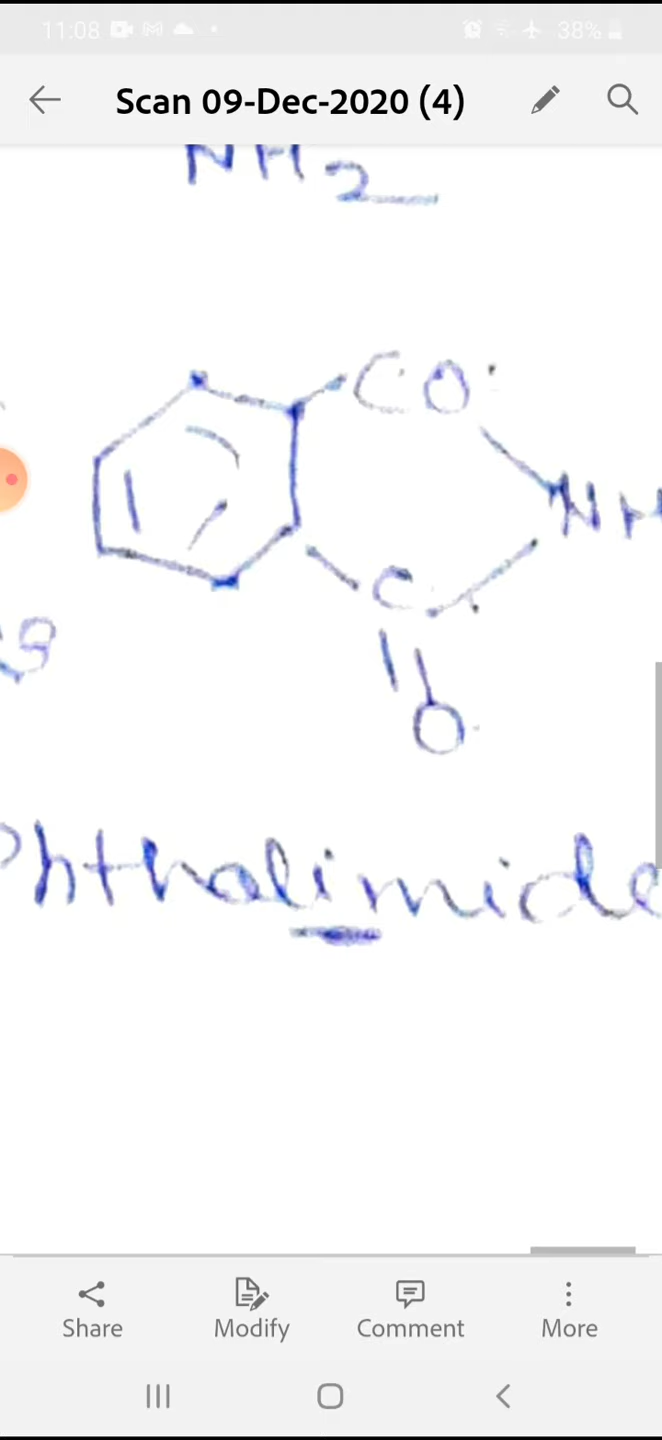 11:08 38%
Scan 09-Dec-2020 (4)
NH2
CO
NH
C
O
Phthalimide
Share Modify Comment More